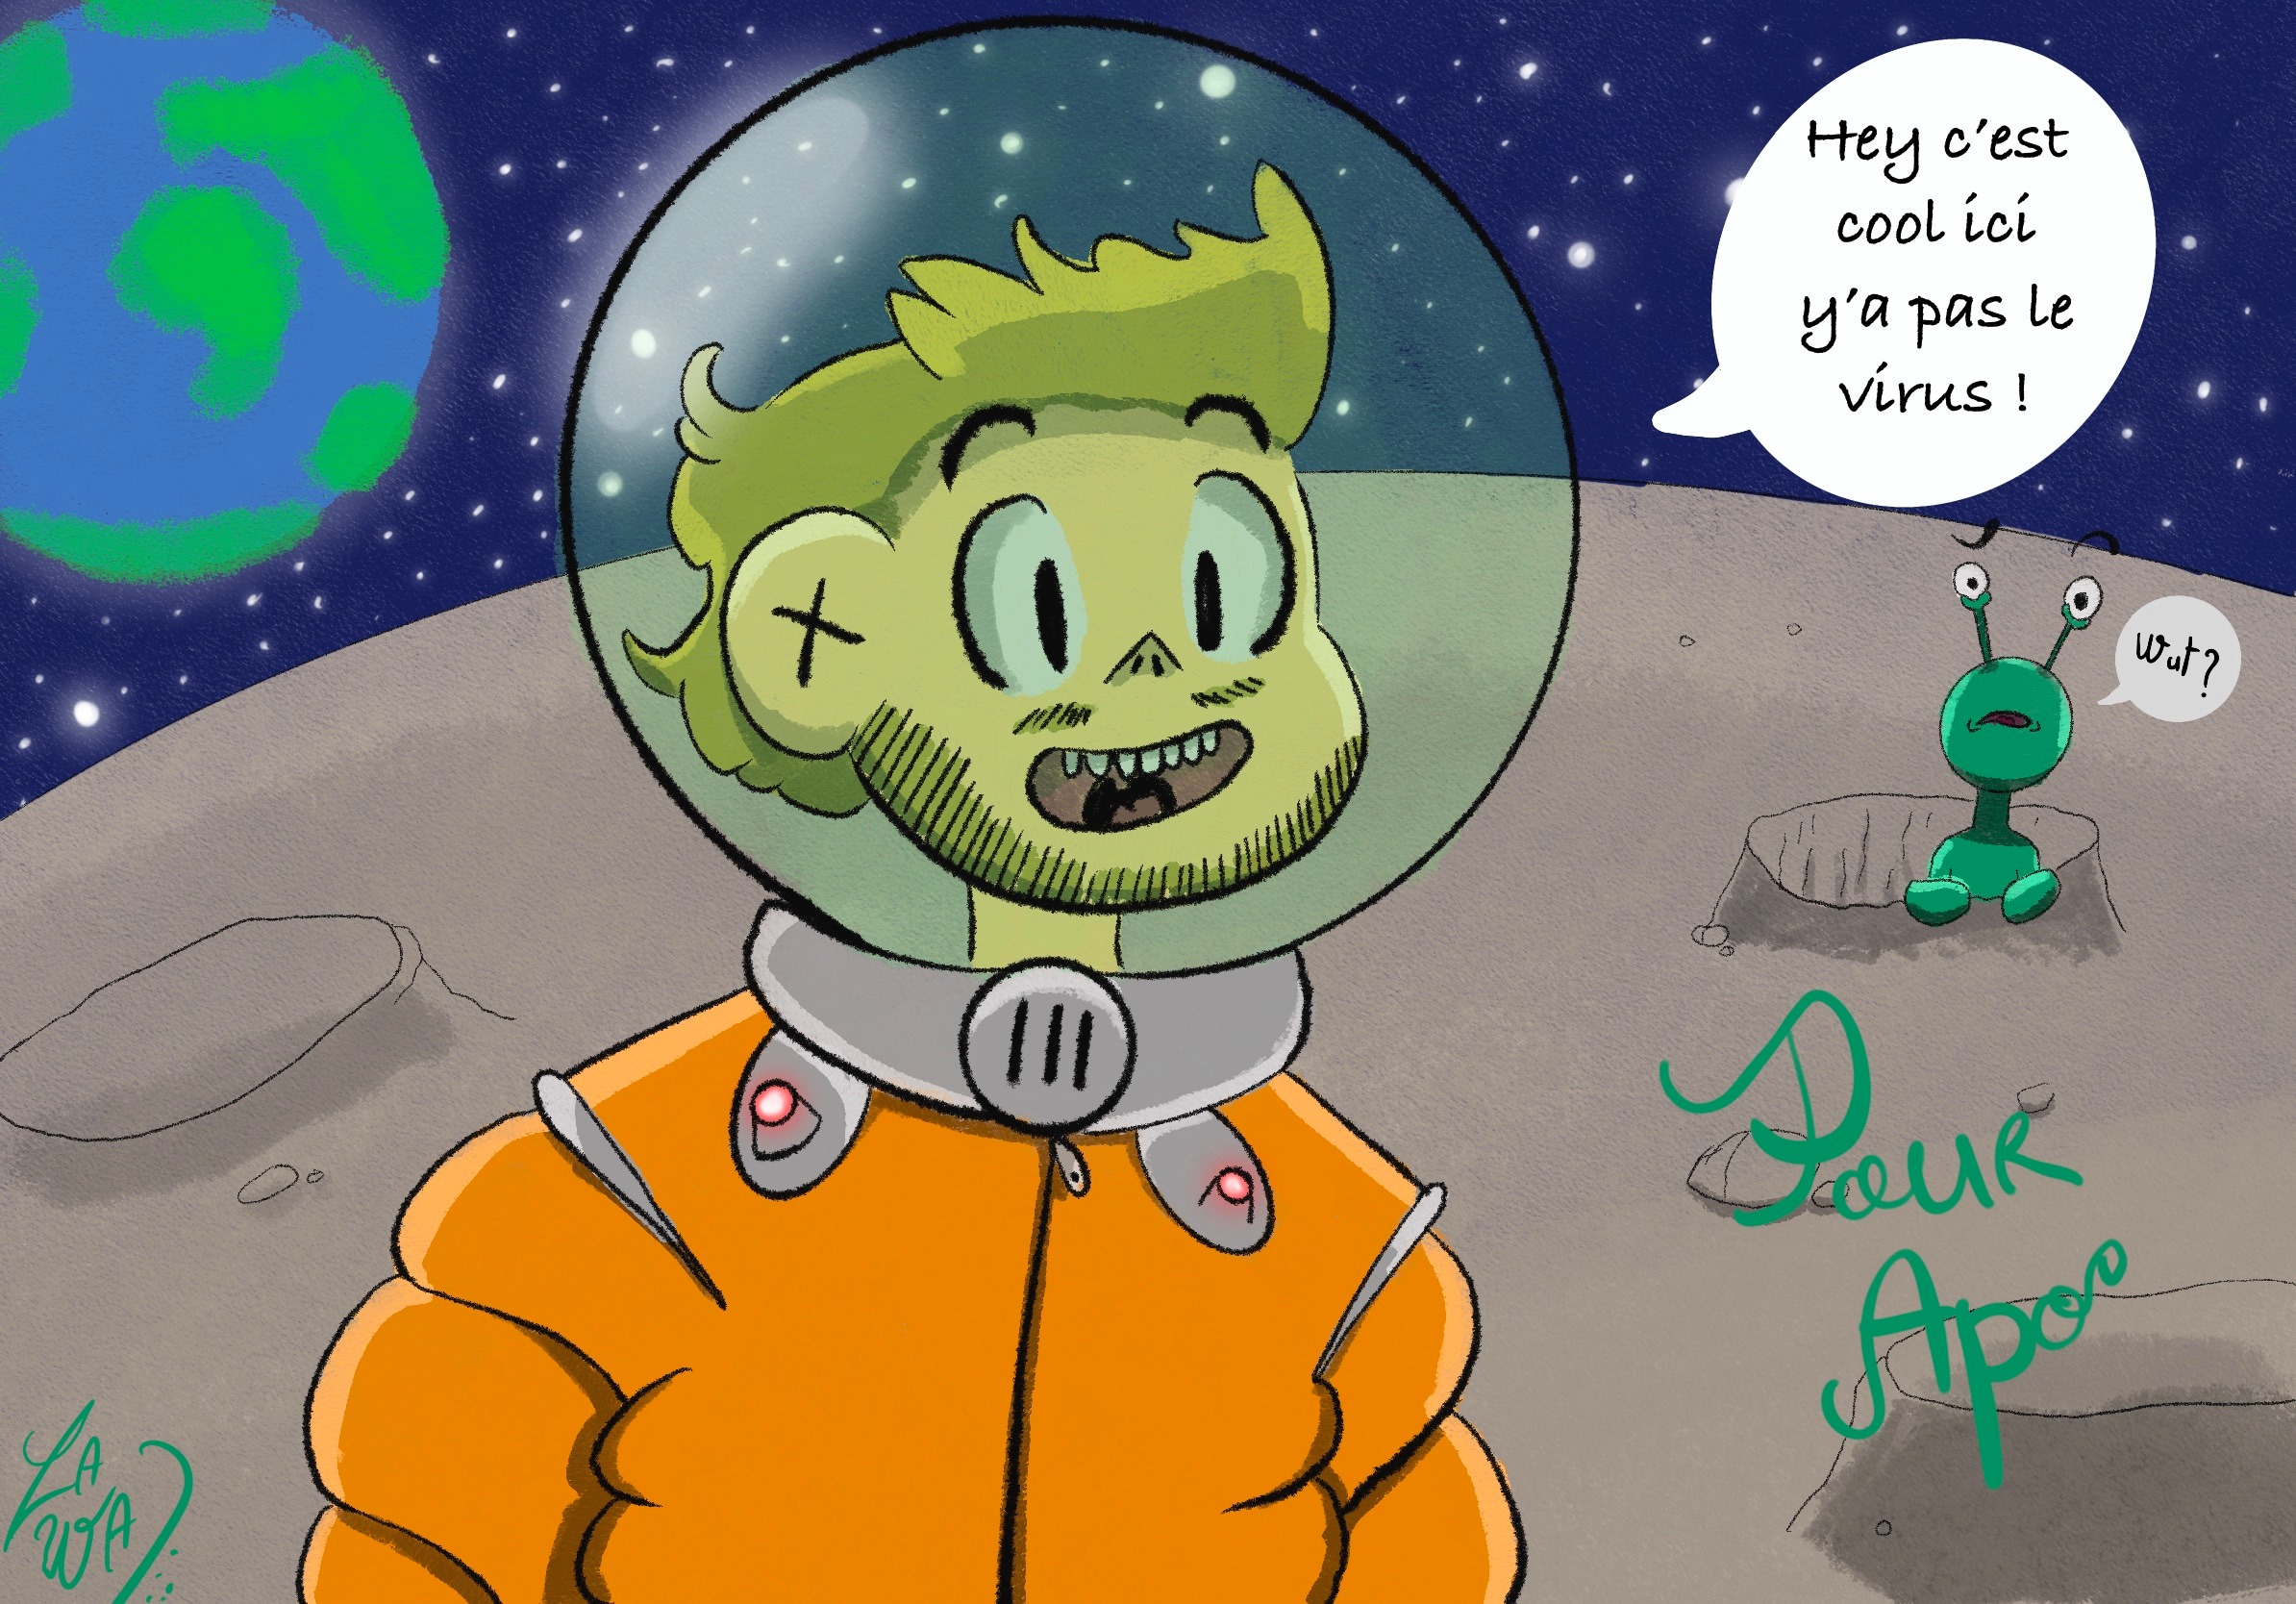 Hey c'est
cool ici
y'a pas le
virus !
Wut?
Pour
Apo
LA
WA